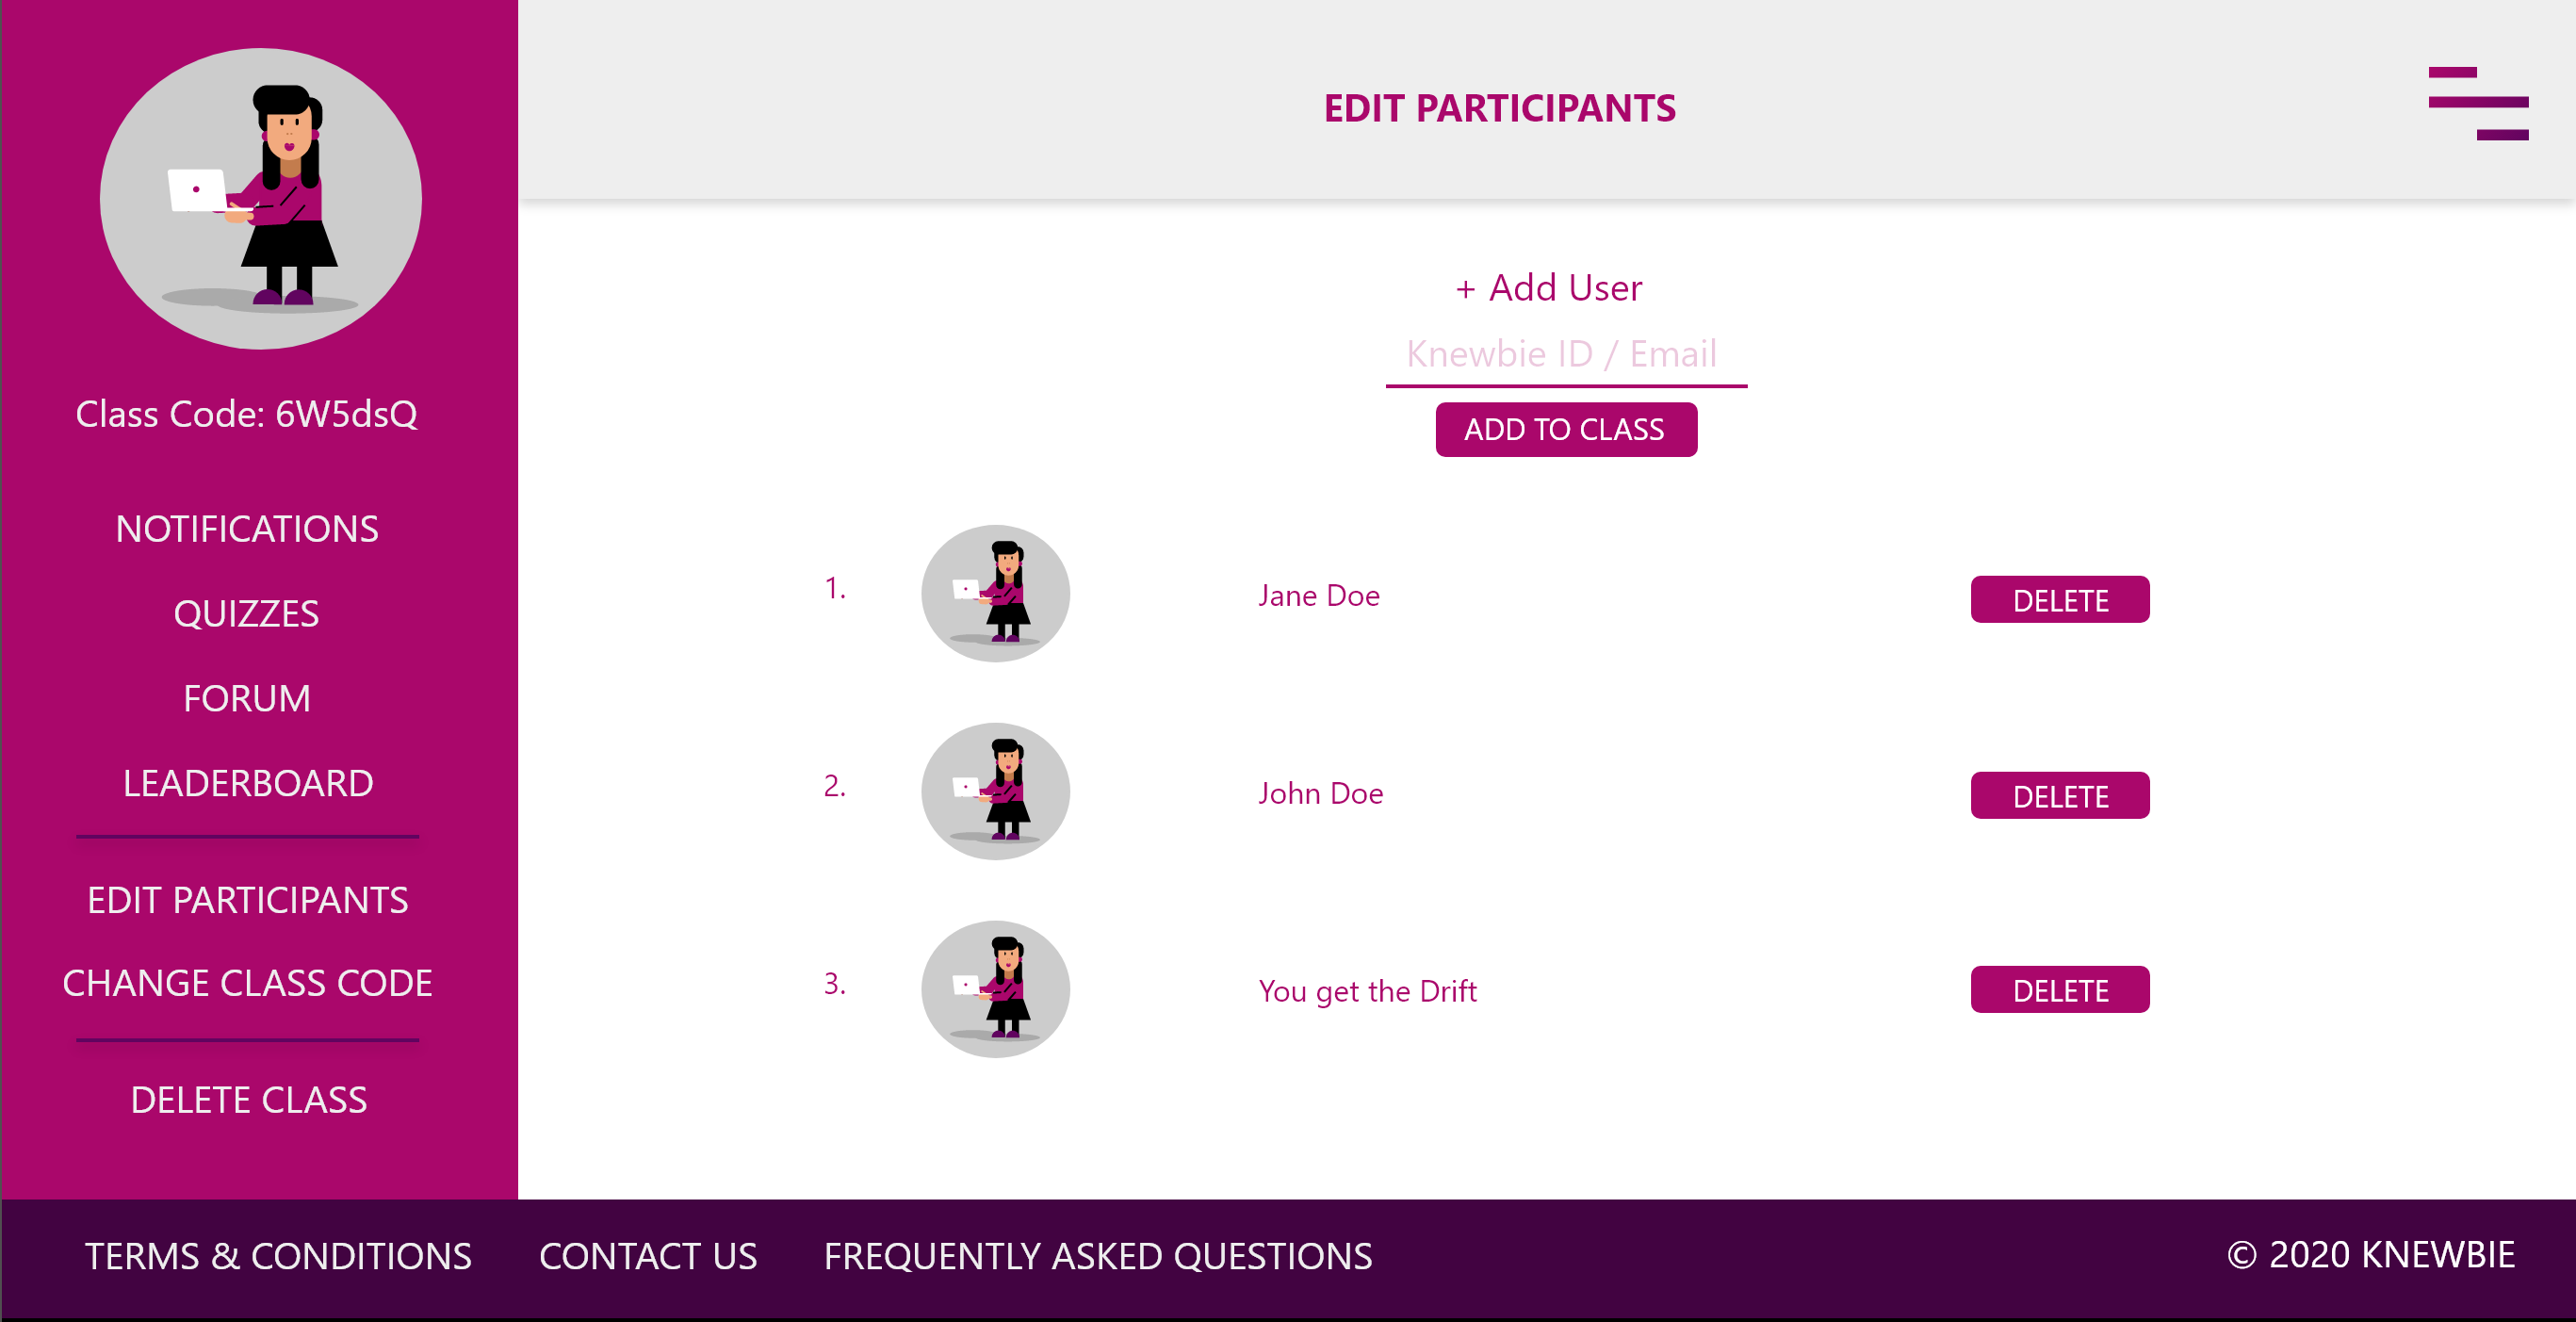 EDIT PARTICIPANTS
Class Code: 6W5dsQ
NOTIFICATIONS
QUIZZES
FORUM
LEADERBOARD
EDIT PARTICIPANTS
CHANGE CLASS CODE
DELETE CLASS
+ Add User
Knewbie ID / Email
ADD TO CLASS
1. Jane Doe DELETE
2. John Doe DELETE
3. You get the Drift DELETE
TERMS & CONDITIONS CONTACT US FREQUENTLY ASKED QUESTIONS © 2020 KNEWBIE